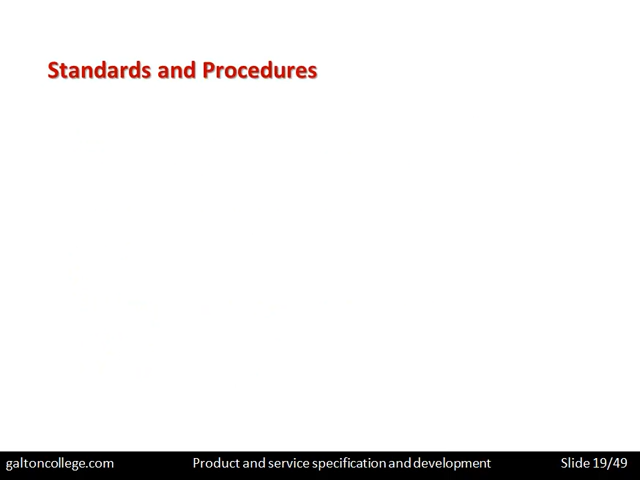 Standards and Procedures
galtoncollege.com Product and service specification and development Slide 19/49